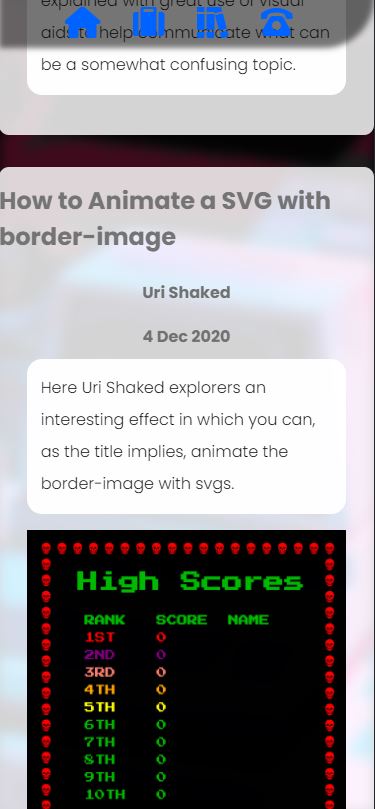 explained with great use of visual
aids to help communicate what can
be a somewhat confusing topic.
How to Animate a SVG with
border-image
Uri Shaked
4 Dec 2020
Here Uri Shaked explorers an
interesting effect in which you can,
as the title implies, animate the
border-image with svgs.
High Scores
RANK SCORE NAME
1ST 0
2ND 0
3RD 0
4TH 0
5TH 0
6TH 0
7TH 0
8TH 0
9TH 0
10TH 0